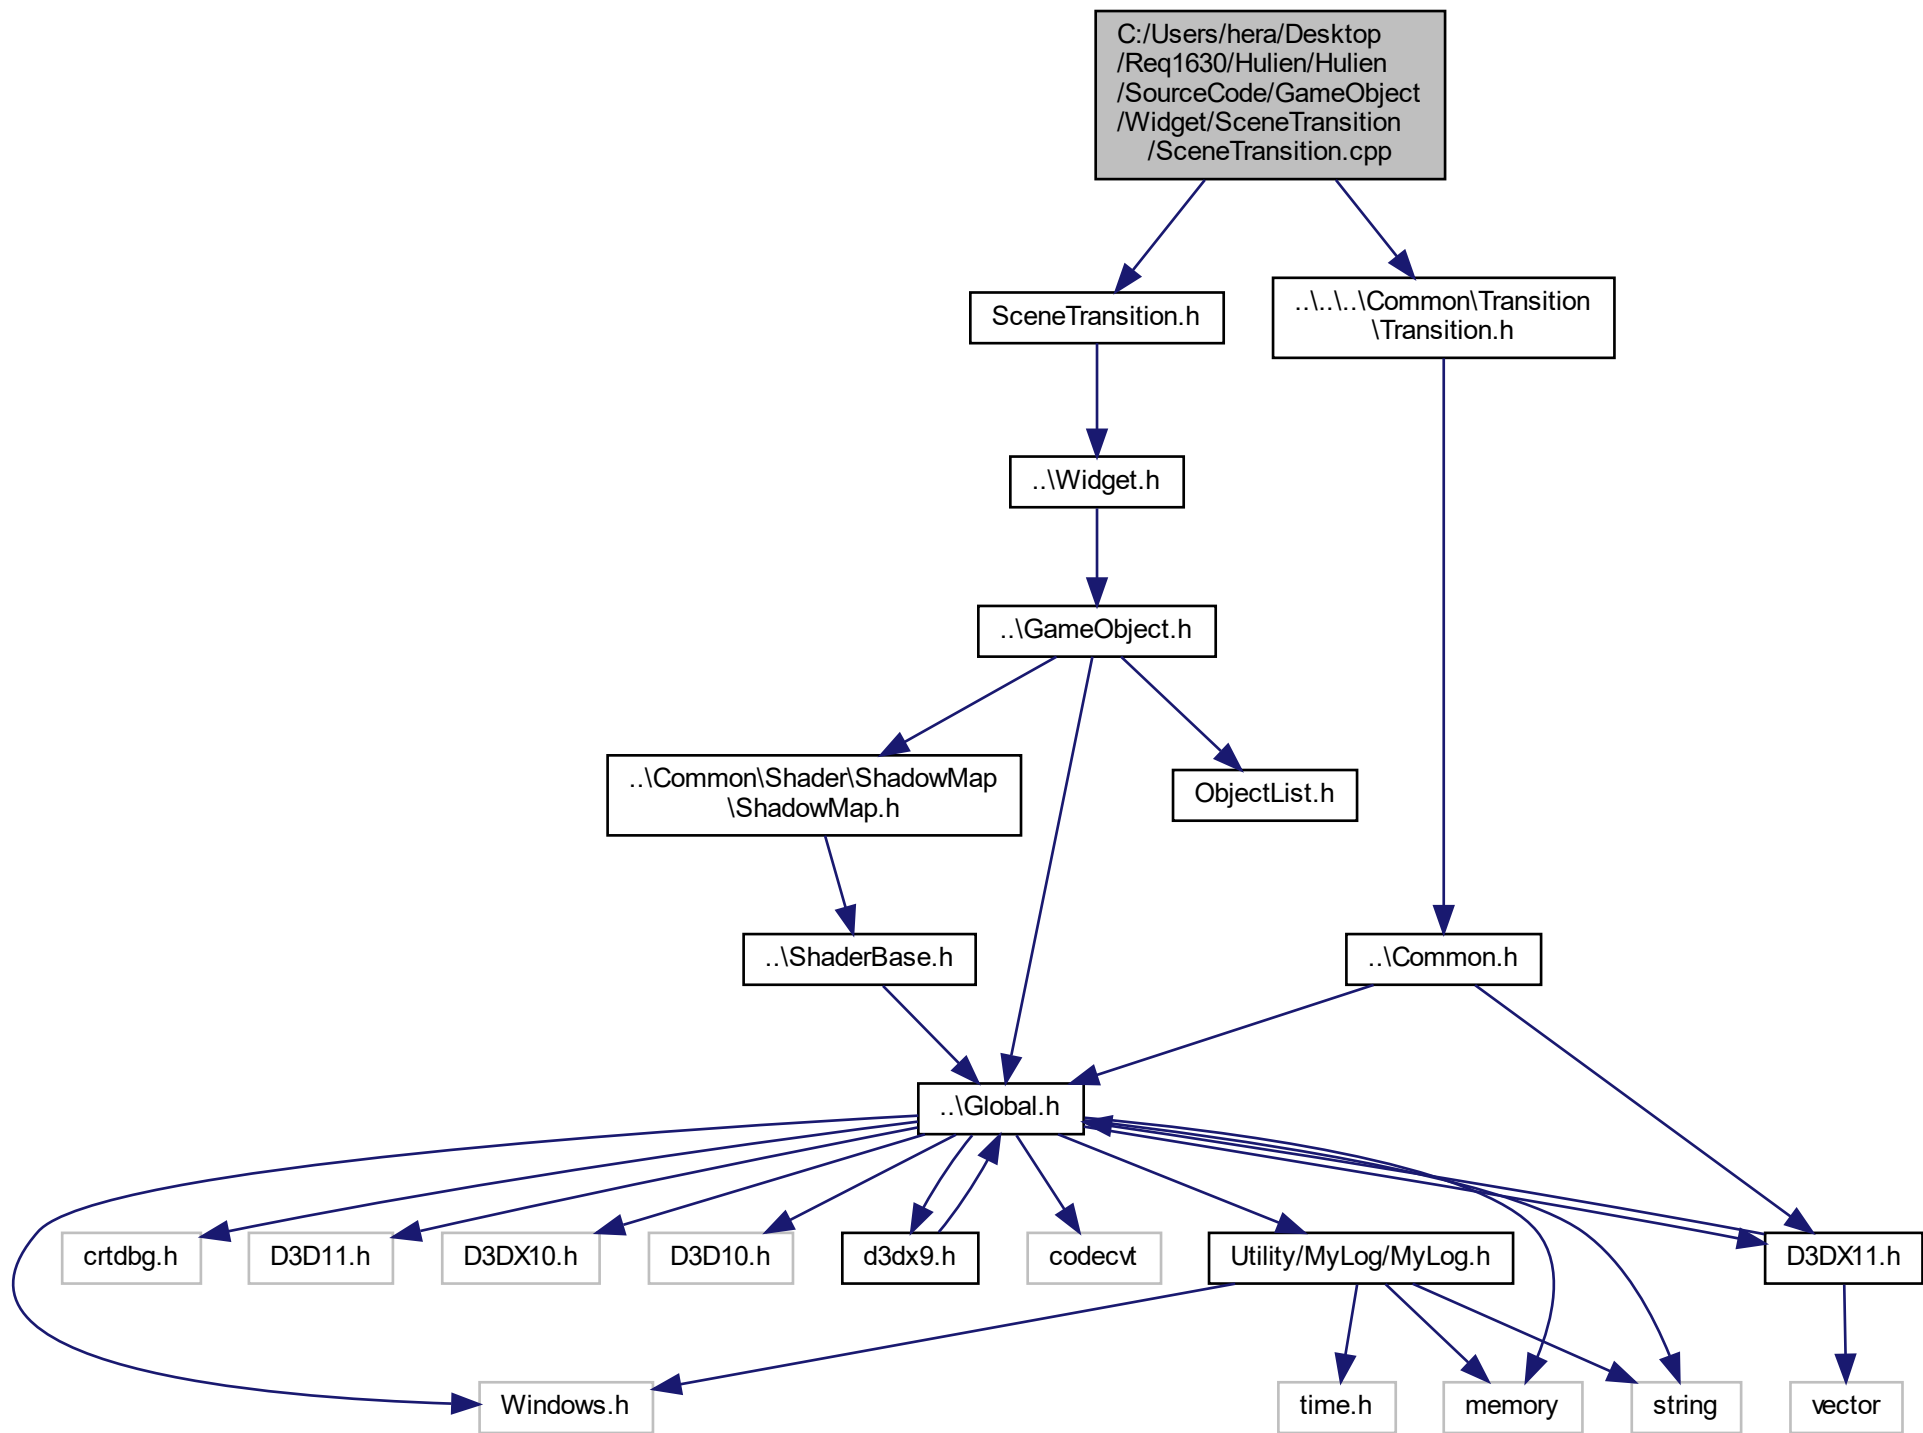 C:/Users/hera/Desktop
/Req1630/Hulien/Hulien
/SourceCode/GameObject
/Widget/SceneTransition
/SceneTransition.cpp
SceneTransition.h
..\..\..\Common\Transition
\Transition.h
..\Widget.h
..\GameObject.h
..\Common\Shader\ShadowMap
\ShadowMap.h
ObjectList.h
..\ShaderBase.h
..\Common.h
..\Global.h
crtdbg.h
D3D11.h
D3DX10.h
D3D10.h
d3dx9.h
codecvt
Utility/MyLog/MyLog.h
D3DX11.h
Windows.h
time.h
memory
string
vector